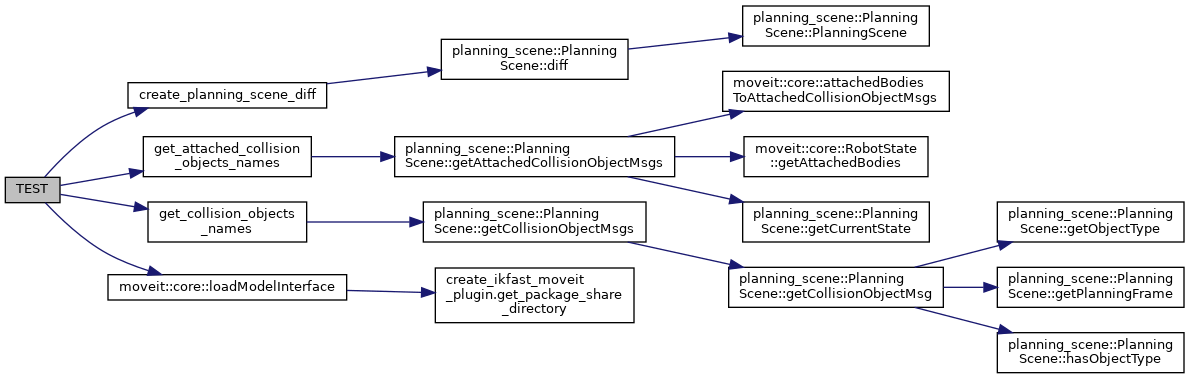 TEST
create_planning_scene_diff
planning_scene::Planning
Scene::diff
planning_scene::Planning
Scene::PlanningScene
get_attached_collision
_objects_names
planning_scene::Planning
Scene::getAttachedCollisionObjectMsgs
moveit::core::attachedBodies
ToAttachedCollisionObjectMsgs
moveit::core::RobotState
::getAttachedBodies
planning_scene::Planning
Scene::getCurrentState
get_collision_objects
_names
planning_scene::Planning
Scene::getCollisionObjectMsgs
planning_scene::Planning
Scene::getCollisionObjectMsg
planning_scene::Planning
Scene::getObjectType
planning_scene::Planning
Scene::getPlanningFrame
planning_scene::Planning
Scene::hasObjectType
moveit::core::loadModelInterface
create_ikfast_moveit
_plugin.get_package_share
_directory